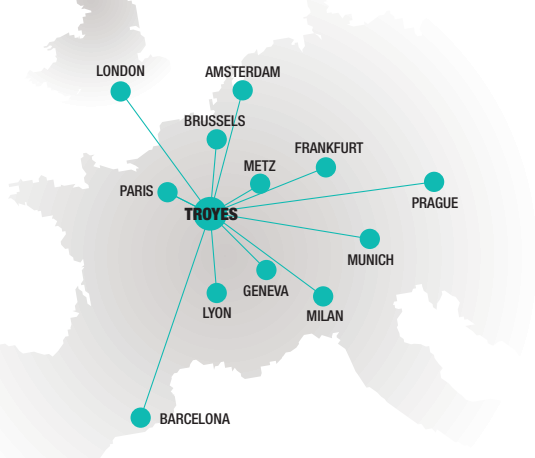 LONDON
AMSTERDAM
BRUSSELS
FRANKFURT
METZ
PARIS
PRAGUE
TROYES
MUNICH
GENEVA
LYON
MILAN
BARCELONA